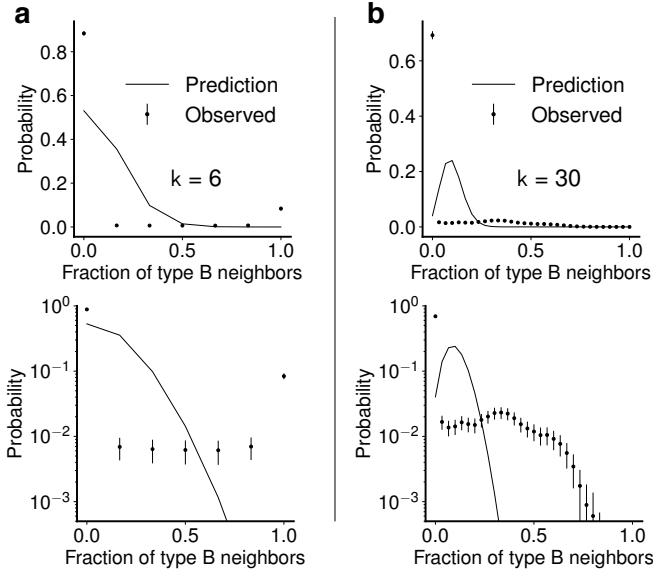 a
0.8
0.6
0.4
0.2
0.0
Probability
Prediction
Observed
k = 6
0.0 0.5 1.0
Fraction of type B neighbors
10^0
10^-1
10^-2
10^-3
Probability
0.0 0.5 1.0
Fraction of type B neighbors
b
0.6
0.4
0.2
0.0
Probability
Prediction
Observed
k = 30
0.0 0.5 1.0
Fraction of type B neighbors
10^0
10^-1
10^-2
10^-3
Probability
0.0 0.5 1.0
Fraction of type B neighbors